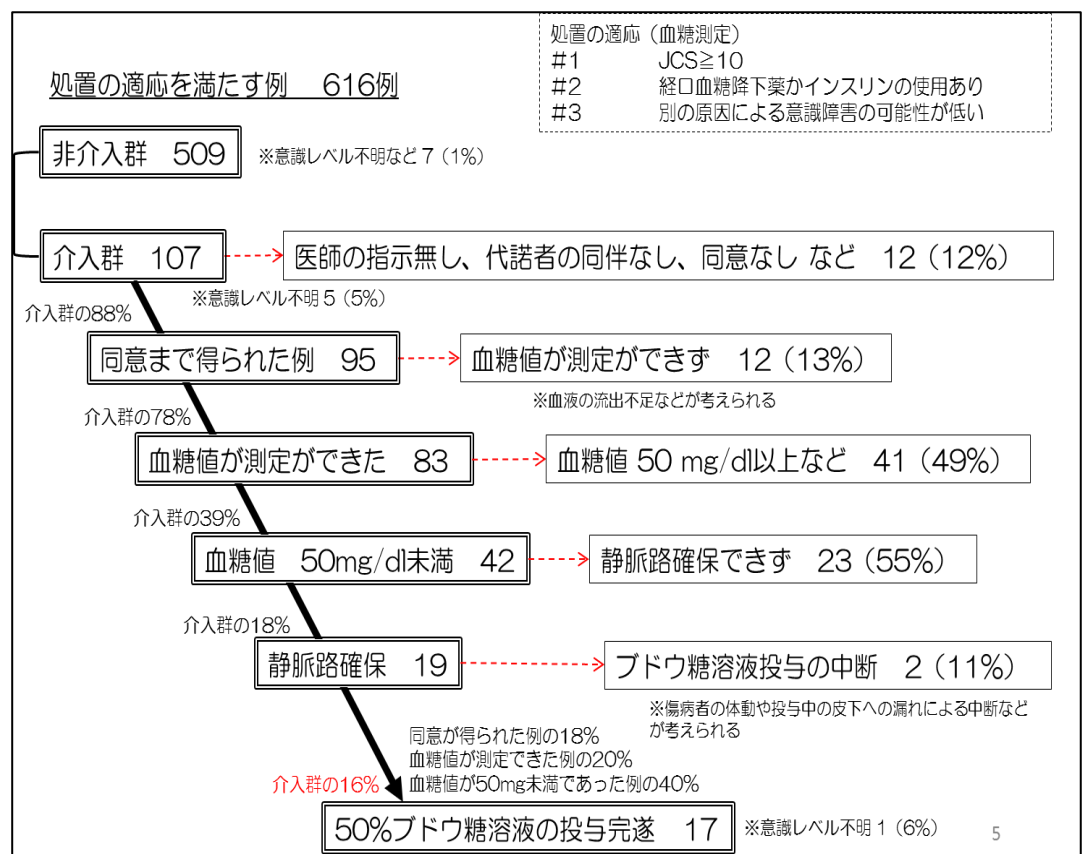 処置の適応（血糖測定）
#1 JCS≧10
#2 経口血糖降下薬かインスリンの使用あり
#3 別の原因による意識障害の可能性が低い
処置の適応を満たす例 616例
非介入群 509
※意識レベル不明など 7（1%）
介入群 107
医師の指示無し、代諾者の同伴なし、同意なし など 12（12%）
※意識レベル不明 5（5%）
介入群の88%
同意まで得られた例 95
血糖値が測定ができず 12（13%）
※血液の流出不足などが考えられる
介入群の78%
血糖値が測定ができた 83
血糖値 50 mg/dl以上など 41（49%）
介入群の39%
血糖値 50mg/dl未満 42
静脈路確保できず 23（55%）
介入群の18%
静脈路確保 19
ブドウ糖溶液投与の中断 2（11%）
※傷病者の体動や投与中の皮下への漏れによる中断など
が考えられる
同意が得られた例の18%
血糖値が測定できた例の20%
介入群の16%
血糖値が50mg未満であった例の40%
50%ブドウ糖溶液の投与完遂 17
※意識レベル不明 1（6%）
5